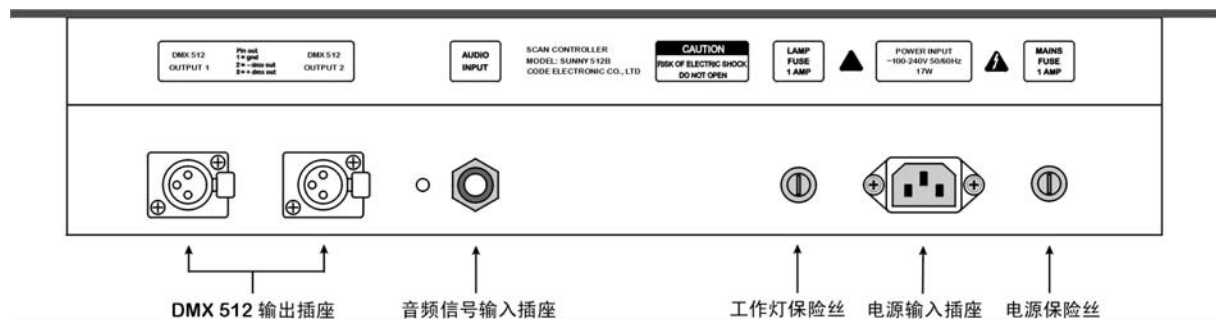 DMX 512
OUTPUT 1
Pin out
1 = gnd
2 = - dmx out
3 = + dmx out
DMX 512
OUTPUT 2
AUDIO
INPUT
SCAN CONTROLLER
MODEL: SUNNY 512B
CODE ELECTRONIC CO., LTD
CAUTION
RISK OF ELECTRIC SHOCK
DO NOT OPEN
LAMP
FUSE
1 AMP
POWER INPUT
~100-240V 50/60Hz
17W
MAINS
FUSE
1 AMP
DMX 512 输出插座
音频信号输入插座
工作灯保险丝
电源输入插座
电源保险丝